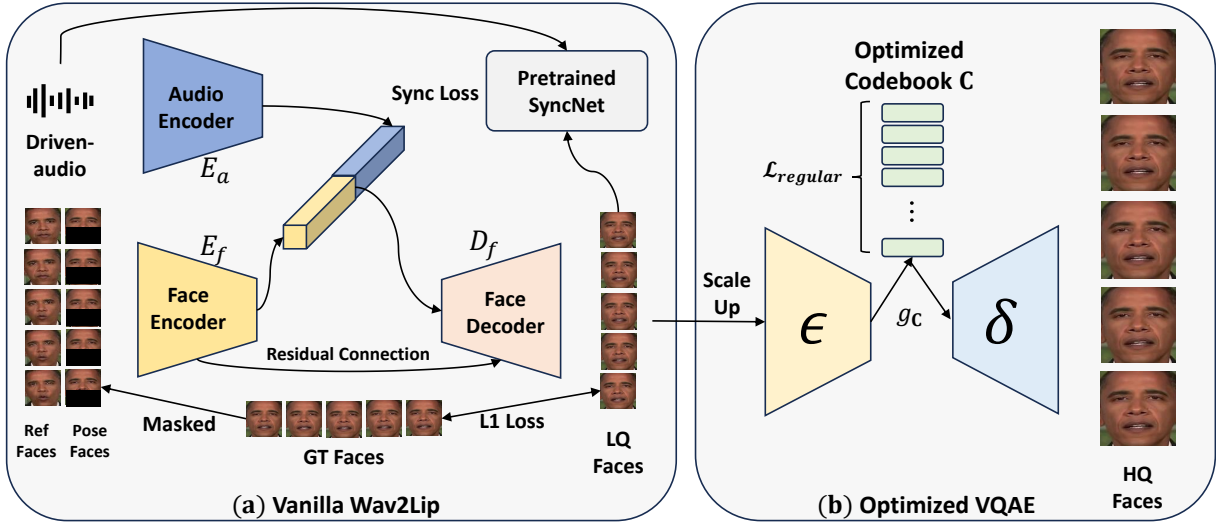 Driven-
audio
Audio
Encoder
E_a
Sync Loss
Pretrained
SyncNet
E_f
Face
Encoder
D_f
Face
Decoder
Residual Connection
Masked
GT Faces
L1 Loss
Ref
Faces
Pose
Faces
LQ
Faces
(a) Vanilla Wav2Lip
Scale
Up
Optimized
Codebook C
ℒ_regular
⋮
ϵ
g_C
δ
HQ
Faces
(b) Optimized VQAE